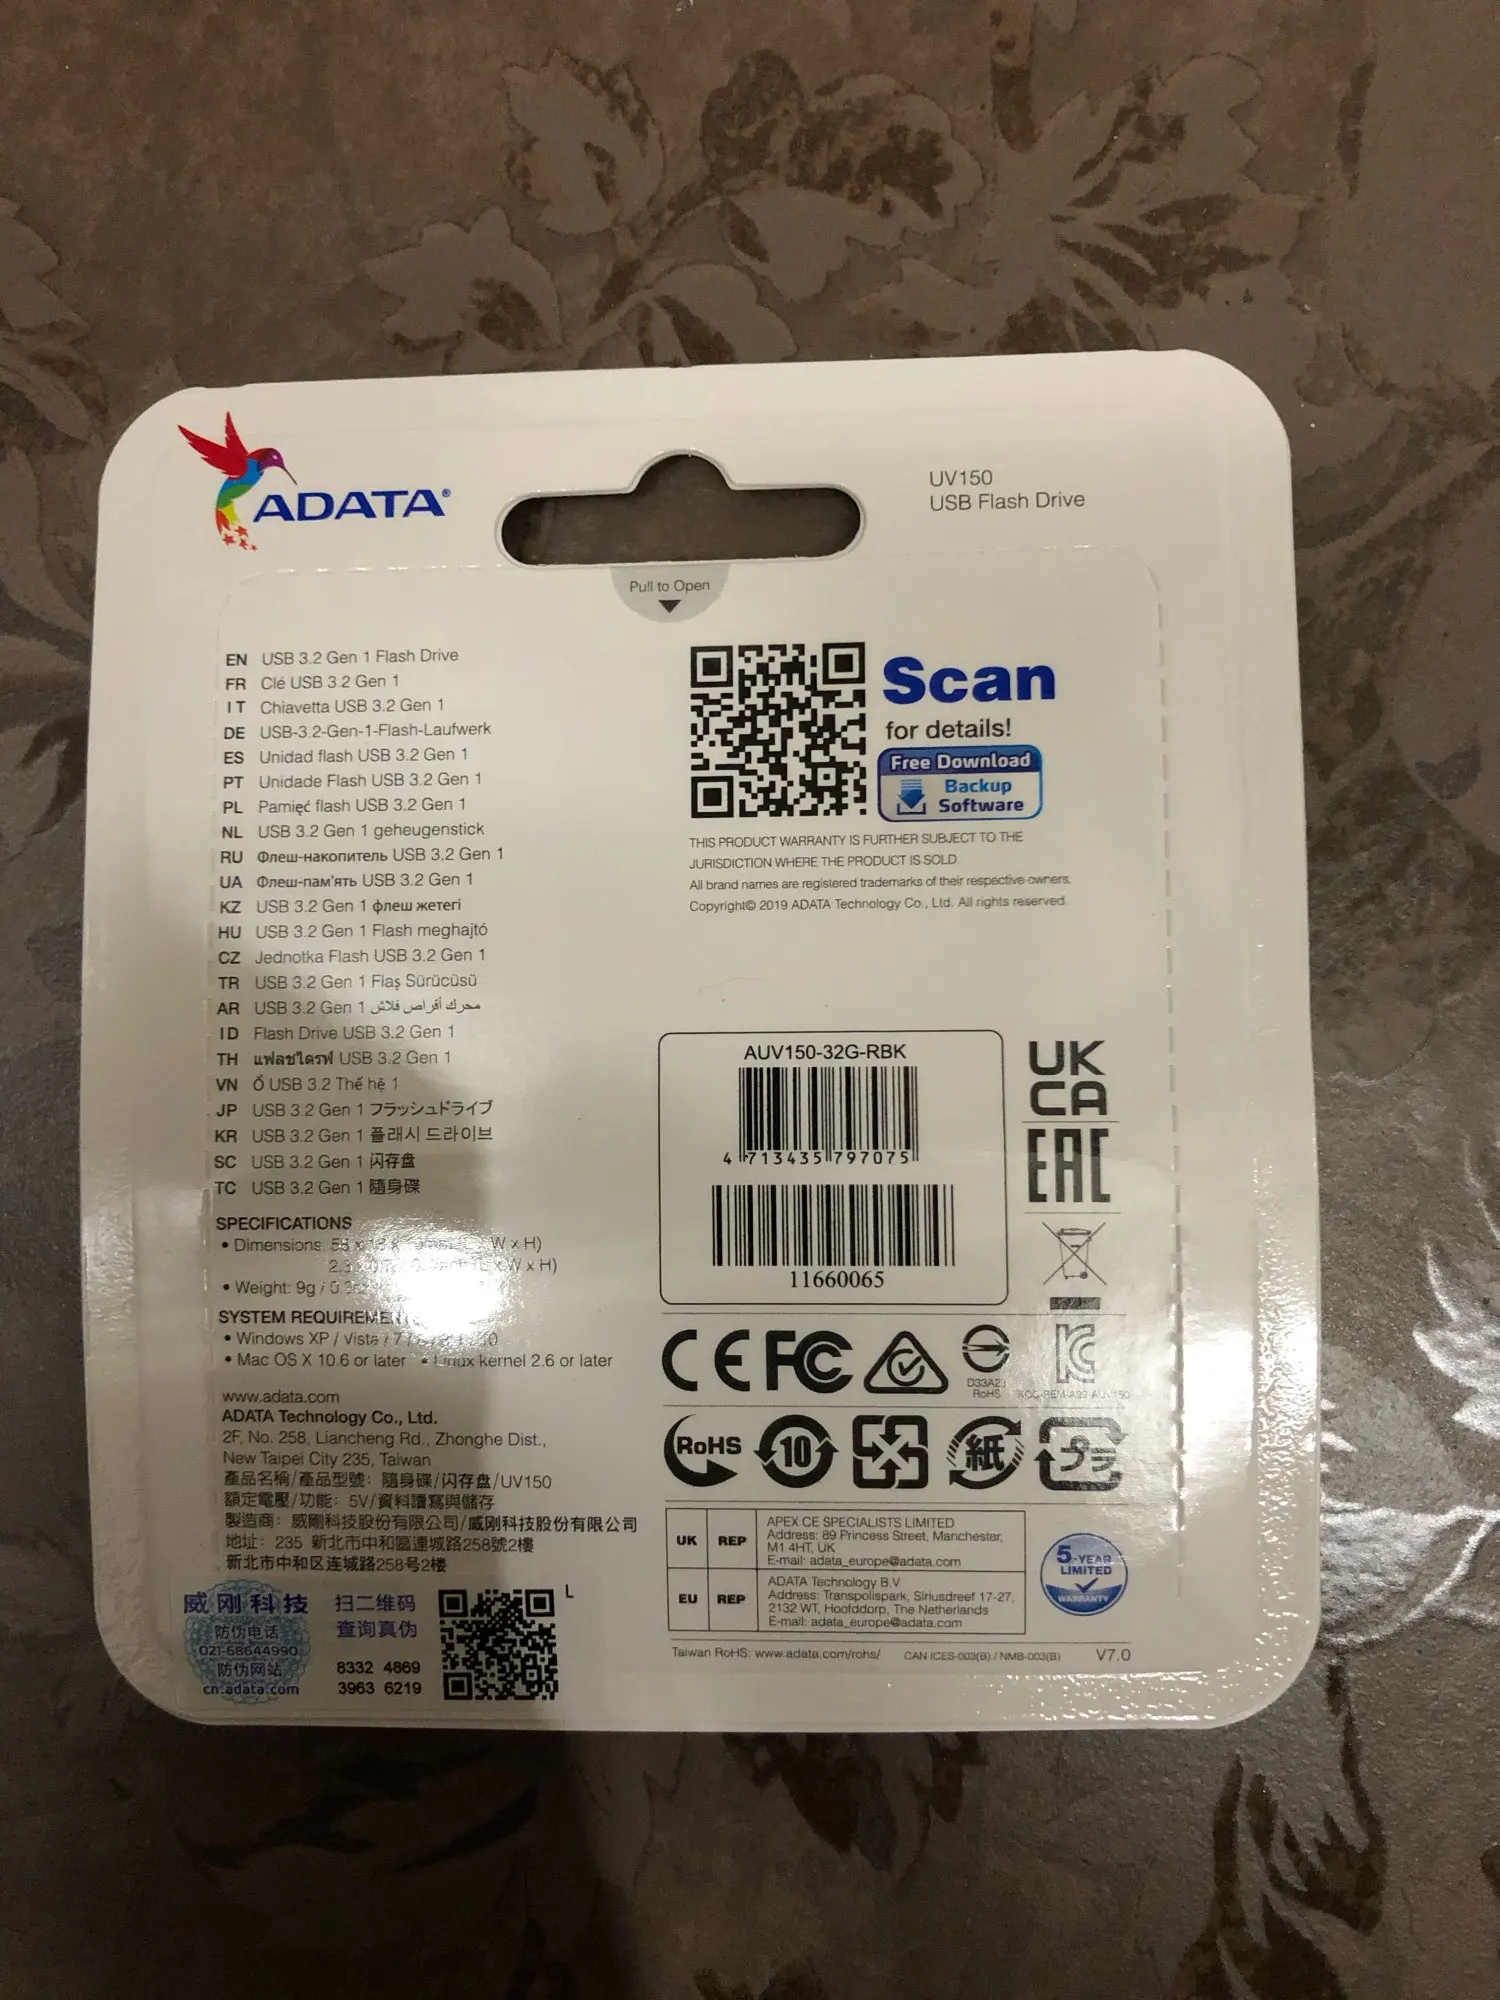 ADATA®
UV150
USB Flash Drive
Pull to Open
EN USB 3.2 Gen 1 Flash Drive
FR Clé USB 3.2 Gen 1
IT Chiavetta USB 3.2 Gen 1
DE USB-3.2-Gen-1-Flash-Laufwerk
ES Unidad flash USB 3.2 Gen 1
PT Unidade Flash USB 3.2 Gen 1
PL Pamięć flash USB 3.2 Gen 1
NL USB 3.2 Gen 1 geheugenstick
RU Флеш-накопитель USB 3.2 Gen 1
UA Флеш-пам'ять USB 3.2 Gen 1
KZ USB 3.2 Gen 1 флеш жетегі
HU USB 3.2 Gen 1 Flash meghajtó
CZ Jednotka Flash USB 3.2 Gen 1
TR USB 3.2 Gen 1 Flaş Sürücüsü
AR USB 3.2 Gen 1 محرك أقراص فلاش
ID Flash Drive USB 3.2 Gen 1
TH แฟลชไดรฟ์ USB 3.2 Gen 1
VN Ổ USB 3.2 Thế hệ 1
JP USB 3.2 Gen 1 フラッシュドライブ
KR USB 3.2 Gen 1 플래시 드라이브
SC USB 3.2 Gen 1 闪存盘
TC USB 3.2 Gen 1 隨身碟
SPECIFICATIONS
• Dimensions: W x H)
W x H)
• Weight: 9g /
SYSTEM REQUIREMEN
• Windows XP / Vista / 7 / 10
• Mac OS X 10.6 or later • Linux kernel 2.6 or later
www.adata.com
ADATA Technology Co., Ltd.
2F, No. 258, Liancheng Rd., Zhonghe Dist.,
New Taipei City 235, Taiwan
產品名稱/產品型號：隨身碟/闪存盘/UV150
額定電壓/功能：5V/資料讀寫與儲存
製造商：威剛科技股份有限公司/威刚科技股份有限公司
地址：235 新北市中和區連城路258號2樓
新北市中和区连城路258号2楼
威刚科技
防伪电话
021-68644990
防伪网站
cn.adata.com
扫二维码
查询真伪
8332 4869
3963 6219
L
Scan
for details!
Free Download
Backup
Software
THIS PRODUCT WARRANTY IS FURTHER SUBJECT TO THE
JURISDICTION WHERE THE PRODUCT IS SOLD.
All brand names are registered trademarks of their respective owners.
Copyright© 2019 ADATA Technology Co., Ltd. All rights reserved.
AUV150-32G-RBK
4 713435 797075
11660065
UK
CA
EAC
CE FC
D33A23
RoHS
KC
RoHS
10
紙
プラ
UK REP
APEX CE SPECIALISTS LIMITED
Address: 89 Princess Street, Manchester,
M1 4HT, UK
E-mail: adata_europe@adata.com
EU REP
ADATA Technology B.V.
Address: Transpolispark, Siriusdreef 17-27,
2132 WT, Hoofddorp, The Netherlands
E-mail: adata_europe@adata.com
5-YEAR
LIMITED
WARRANTY
Taiwan RoHS: www.adata.com/rohs/ CAN ICES-003(B) / NMB-003(B) V7.0